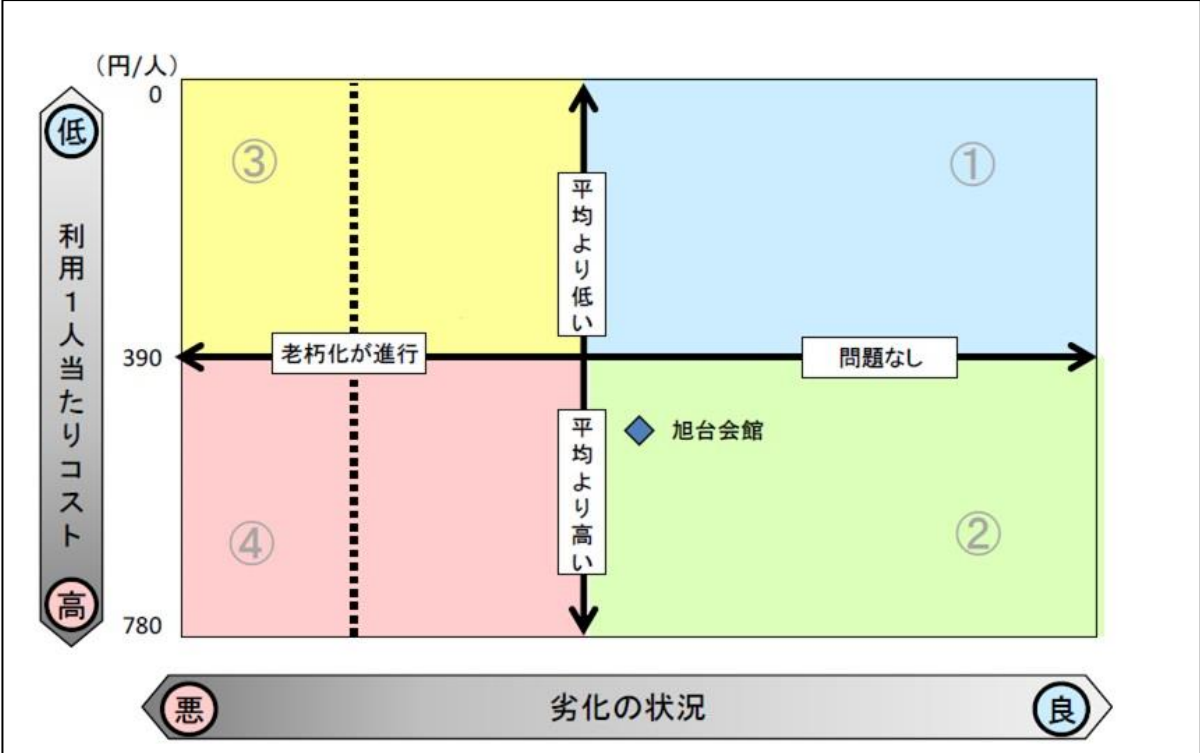 （円/人）
0
390
780
低
利用１人当たりコスト
高
③
①
④
②
平均より低い
老朽化が進行
問題なし
平均より高い
旭台会館
悪
劣化の状況
良